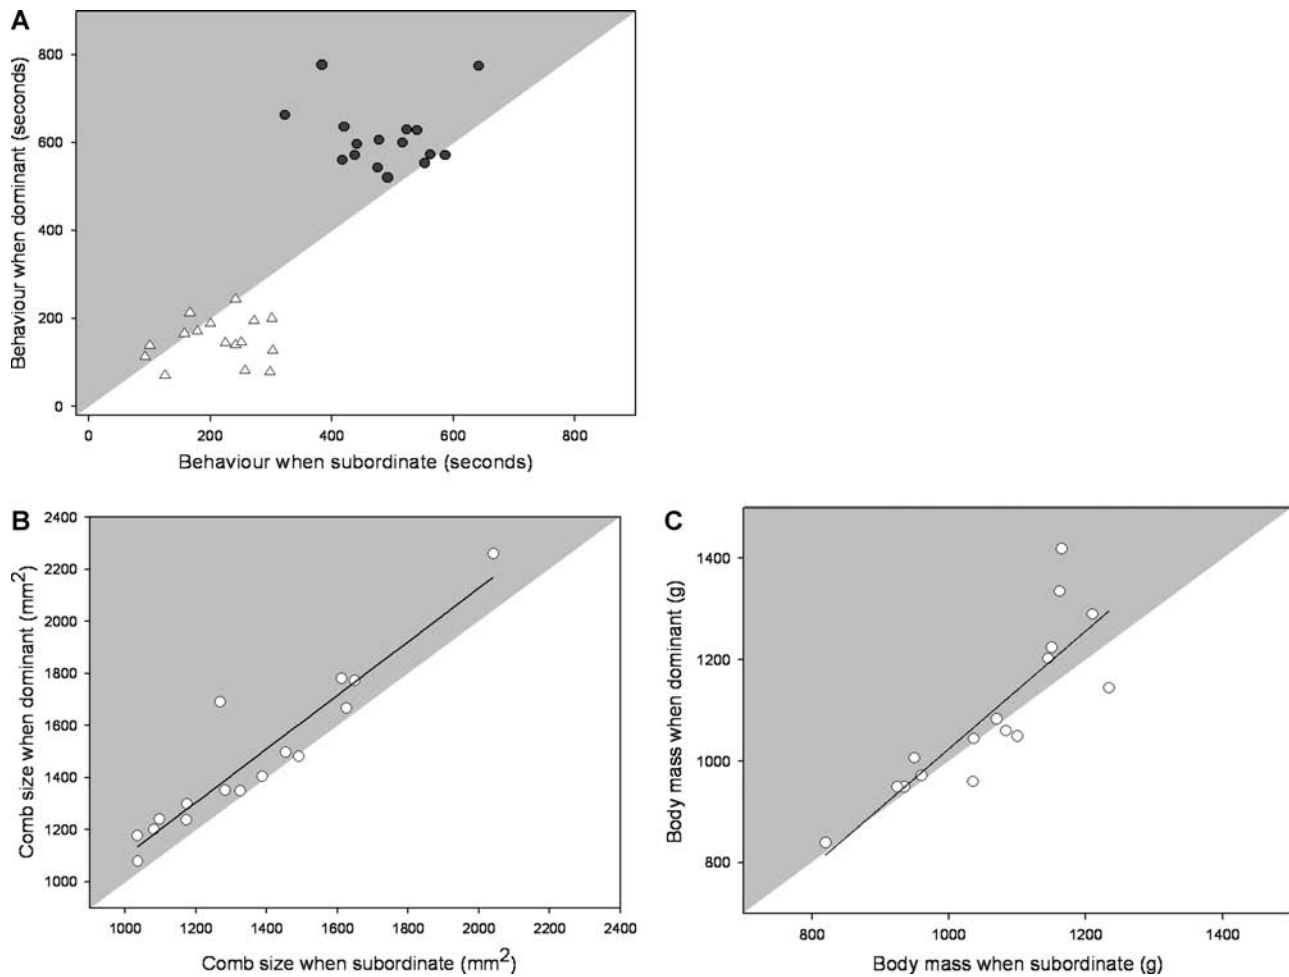 A
Behaviour when dominant (seconds)
800
600
400
200
0
0 200 400 600 800
Behaviour when subordinate (seconds)
B
Comb size when dominant (mm2)
2400
2200
2000
1800
1600
1400
1200
1000
1000 1200 1400 1600 1800 2000 2200 2400
Comb size when subordinate (mm2)
C
Body mass when dominant (g)
1400
1200
1000
800
800 1000 1200 1400
Body mass when subordinate (g)